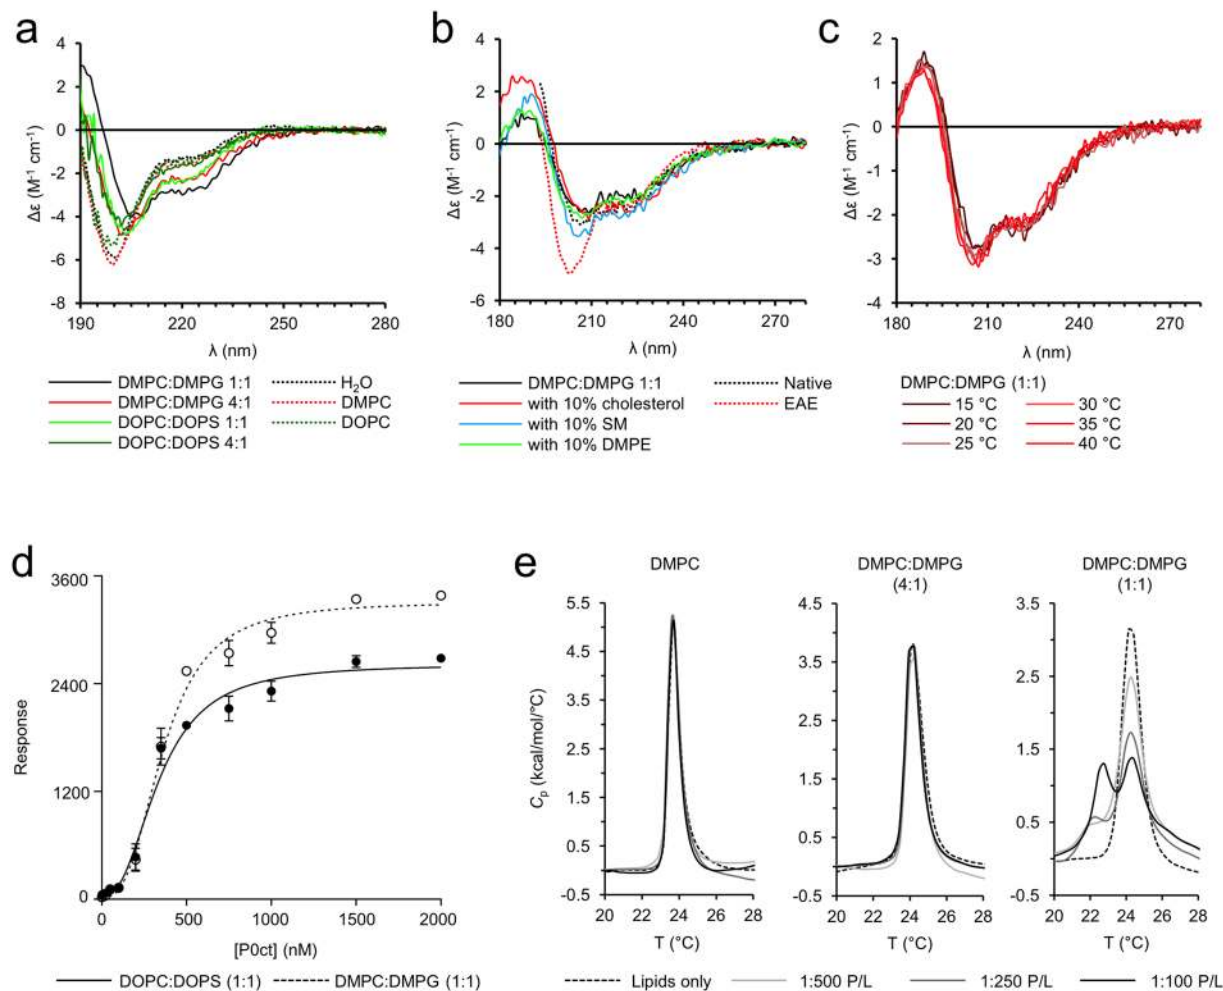 a
4
2
0
-2
-4
-6
-8
190
220
250
280
Δε (M⁻¹ cm⁻¹)
λ (nm)
DMPC:DMPG 1:1
DMPC:DMPG 4:1
DOPC:DOPS 1:1
DOPC:DOPS 4:1
H₂O
DMPC
DOPC
b
4
2
0
-2
-4
-6
180
210
240
270
Δε (M⁻¹ cm⁻¹)
λ (nm)
DMPC:DMPG 1:1
with 10% cholesterol
with 10% SM
with 10% DMPE
Native
EAE
c
2
1
0
-1
-2
-3
-4
180
210
240
270
Δε (M⁻¹ cm⁻¹)
λ (nm)
DMPC:DMPG (1:1)
15 °C
20 °C
25 °C
30 °C
35 °C
40 °C
d
3600
2400
1200
0
0
500
1000
1500
2000
Response
[P0ct] (nM)
DOPC:DOPS (1:1)
DMPC:DMPG (1:1)
e
DMPC
5.5
4.5
3.5
2.5
1.5
0.5
-0.5
20
22
24
26
28
Cₚ (kcal/mol/°C)
T (°C)
DMPC:DMPG
(4:1)
4.5
3.5
2.5
1.5
0.5
-0.5
20
22
24
26
28
T (°C)
DMPC:DMPG
(1:1)
3.5
2.5
1.5
0.5
-0.5
20
22
24
26
28
T (°C)
Lipids only
1:500 P/L
1:250 P/L
1:100 P/L